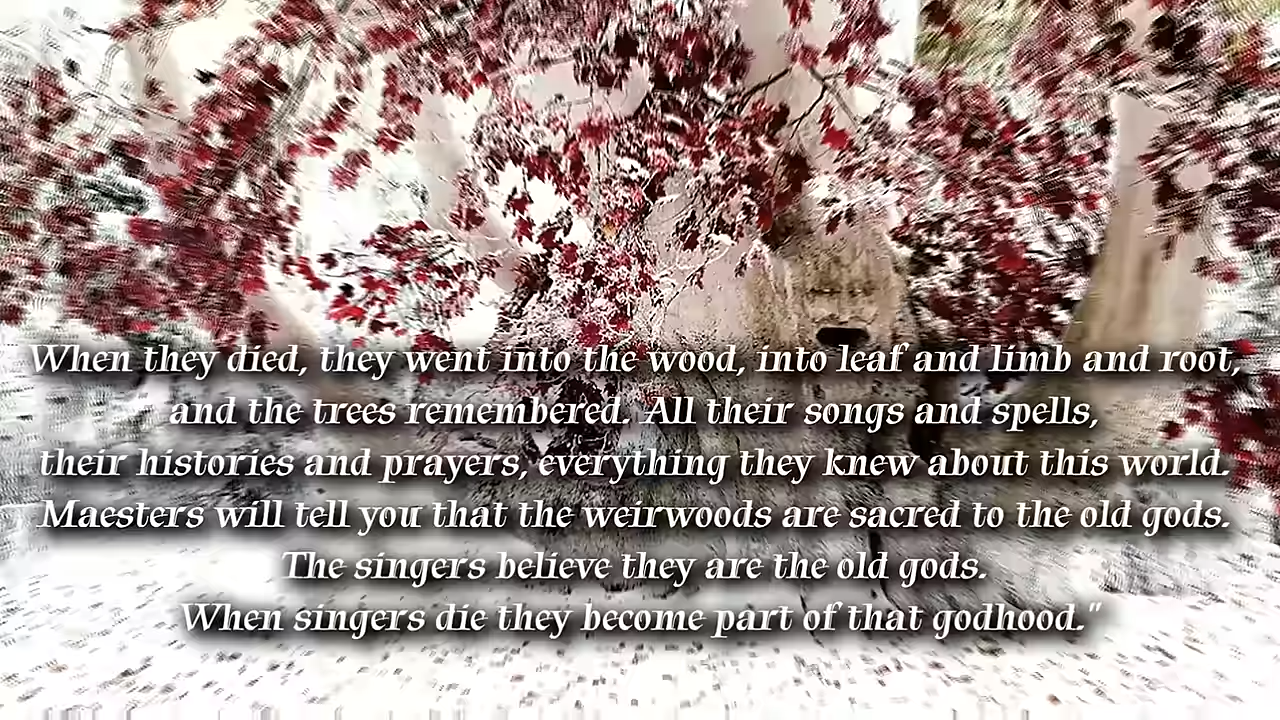 When they died, they went into the wood, into leaf and limb and root,
and the trees remembered. All their songs and spells,
their histories and prayers, everything they knew about this world.
Maesters will tell you that the weirwoods are sacred to the old gods.
The singers believe they are the old gods.
When singers die they become part of that godhood."